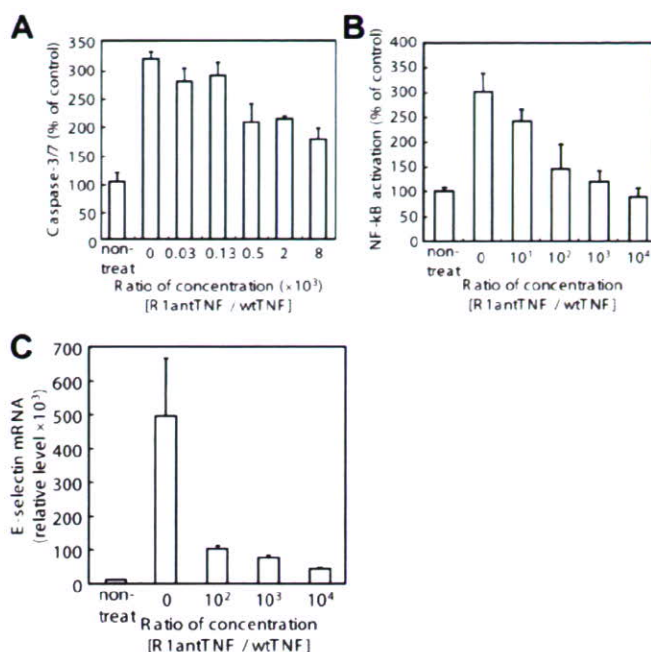 A
Caspase-3/7 (% of control)
350
300
250
200
150
100
50
0
non-treat
0 0.03 0.13 0.5 2 8
Ratio of concentration (×10³)
[R1antTNF / wtTNF]
B
NF-kB activation (% of control)
400
350
300
250
200
150
100
50
0
non-treat
0 10¹ 10² 10³ 10⁴
Ratio of concentration
[R1antTNF / wtTNF]
C
E-selectin mRNA
(relative level ×10³)
700
600
500
400
300
200
100
0
non-treat
0 10² 10³ 10⁴
Ratio of concentration
[R1antTNF / wtTNF]